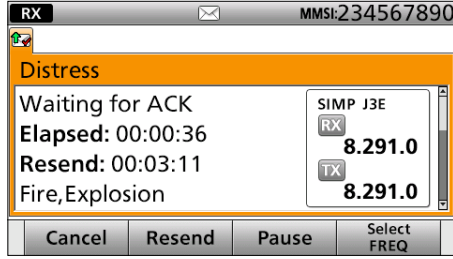 RX MMSI:234567890
Distress
Waiting for ACK
Elapsed: 00:00:36
Resend: 00:03:11
Fire,Explosion
SIMP J3E
RX
8.291.0
TX
8.291.0
Cancel Resend Pause Select FREQ